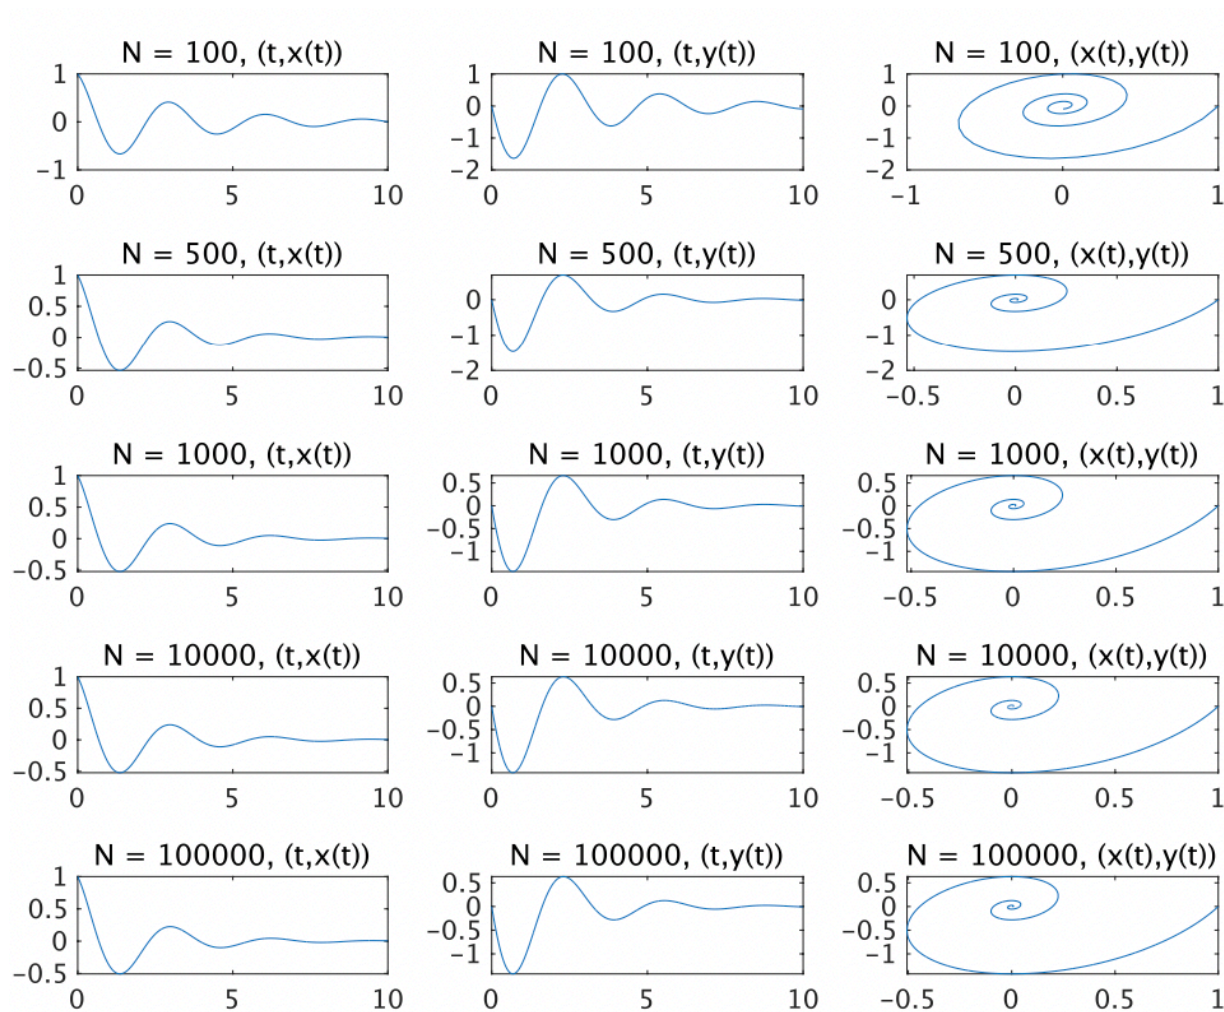 N = 100, (t,x(t)) N = 100, (t,y(t)) N = 100, (x(t),y(t))
1 1 1
0 0 0
−1 −1
−1 −2 −2
0 5 10 0 5 10 −1 0 1
N = 500, (t,x(t)) N = 500, (t,y(t)) N = 500, (x(t),y(t))
1
0.5 0 0
0 −1 −1
−0.5 −2 −2
0 5 10 0 5 10 −0.5 0 0.5 1
N = 1000, (t,x(t)) N = 1000, (t,y(t)) N = 1000, (x(t),y(t))
1 0.5 0.5
0.5 0 0
0 −0.5 −0.5
−0.5 −1 −1
0 5 10 0 5 10 −0.5 0 0.5 1
N = 10000, (t,x(t)) N = 10000, (t,y(t)) N = 10000, (x(t),y(t))
1 0.5 0.5
0.5 0 0
0 −0.5 −0.5
−0.5 −1 −1
0 5 10 0 5 10 −0.5 0 0.5 1
N = 100000, (t,x(t)) N = 100000, (t,y(t)) N = 100000, (x(t),y(t))
1 0.5 0.5
0.5 0 0
0 −0.5 −0.5
−0.5 −1 −1
0 5 10 0 5 10 −0.5 0 0.5 1